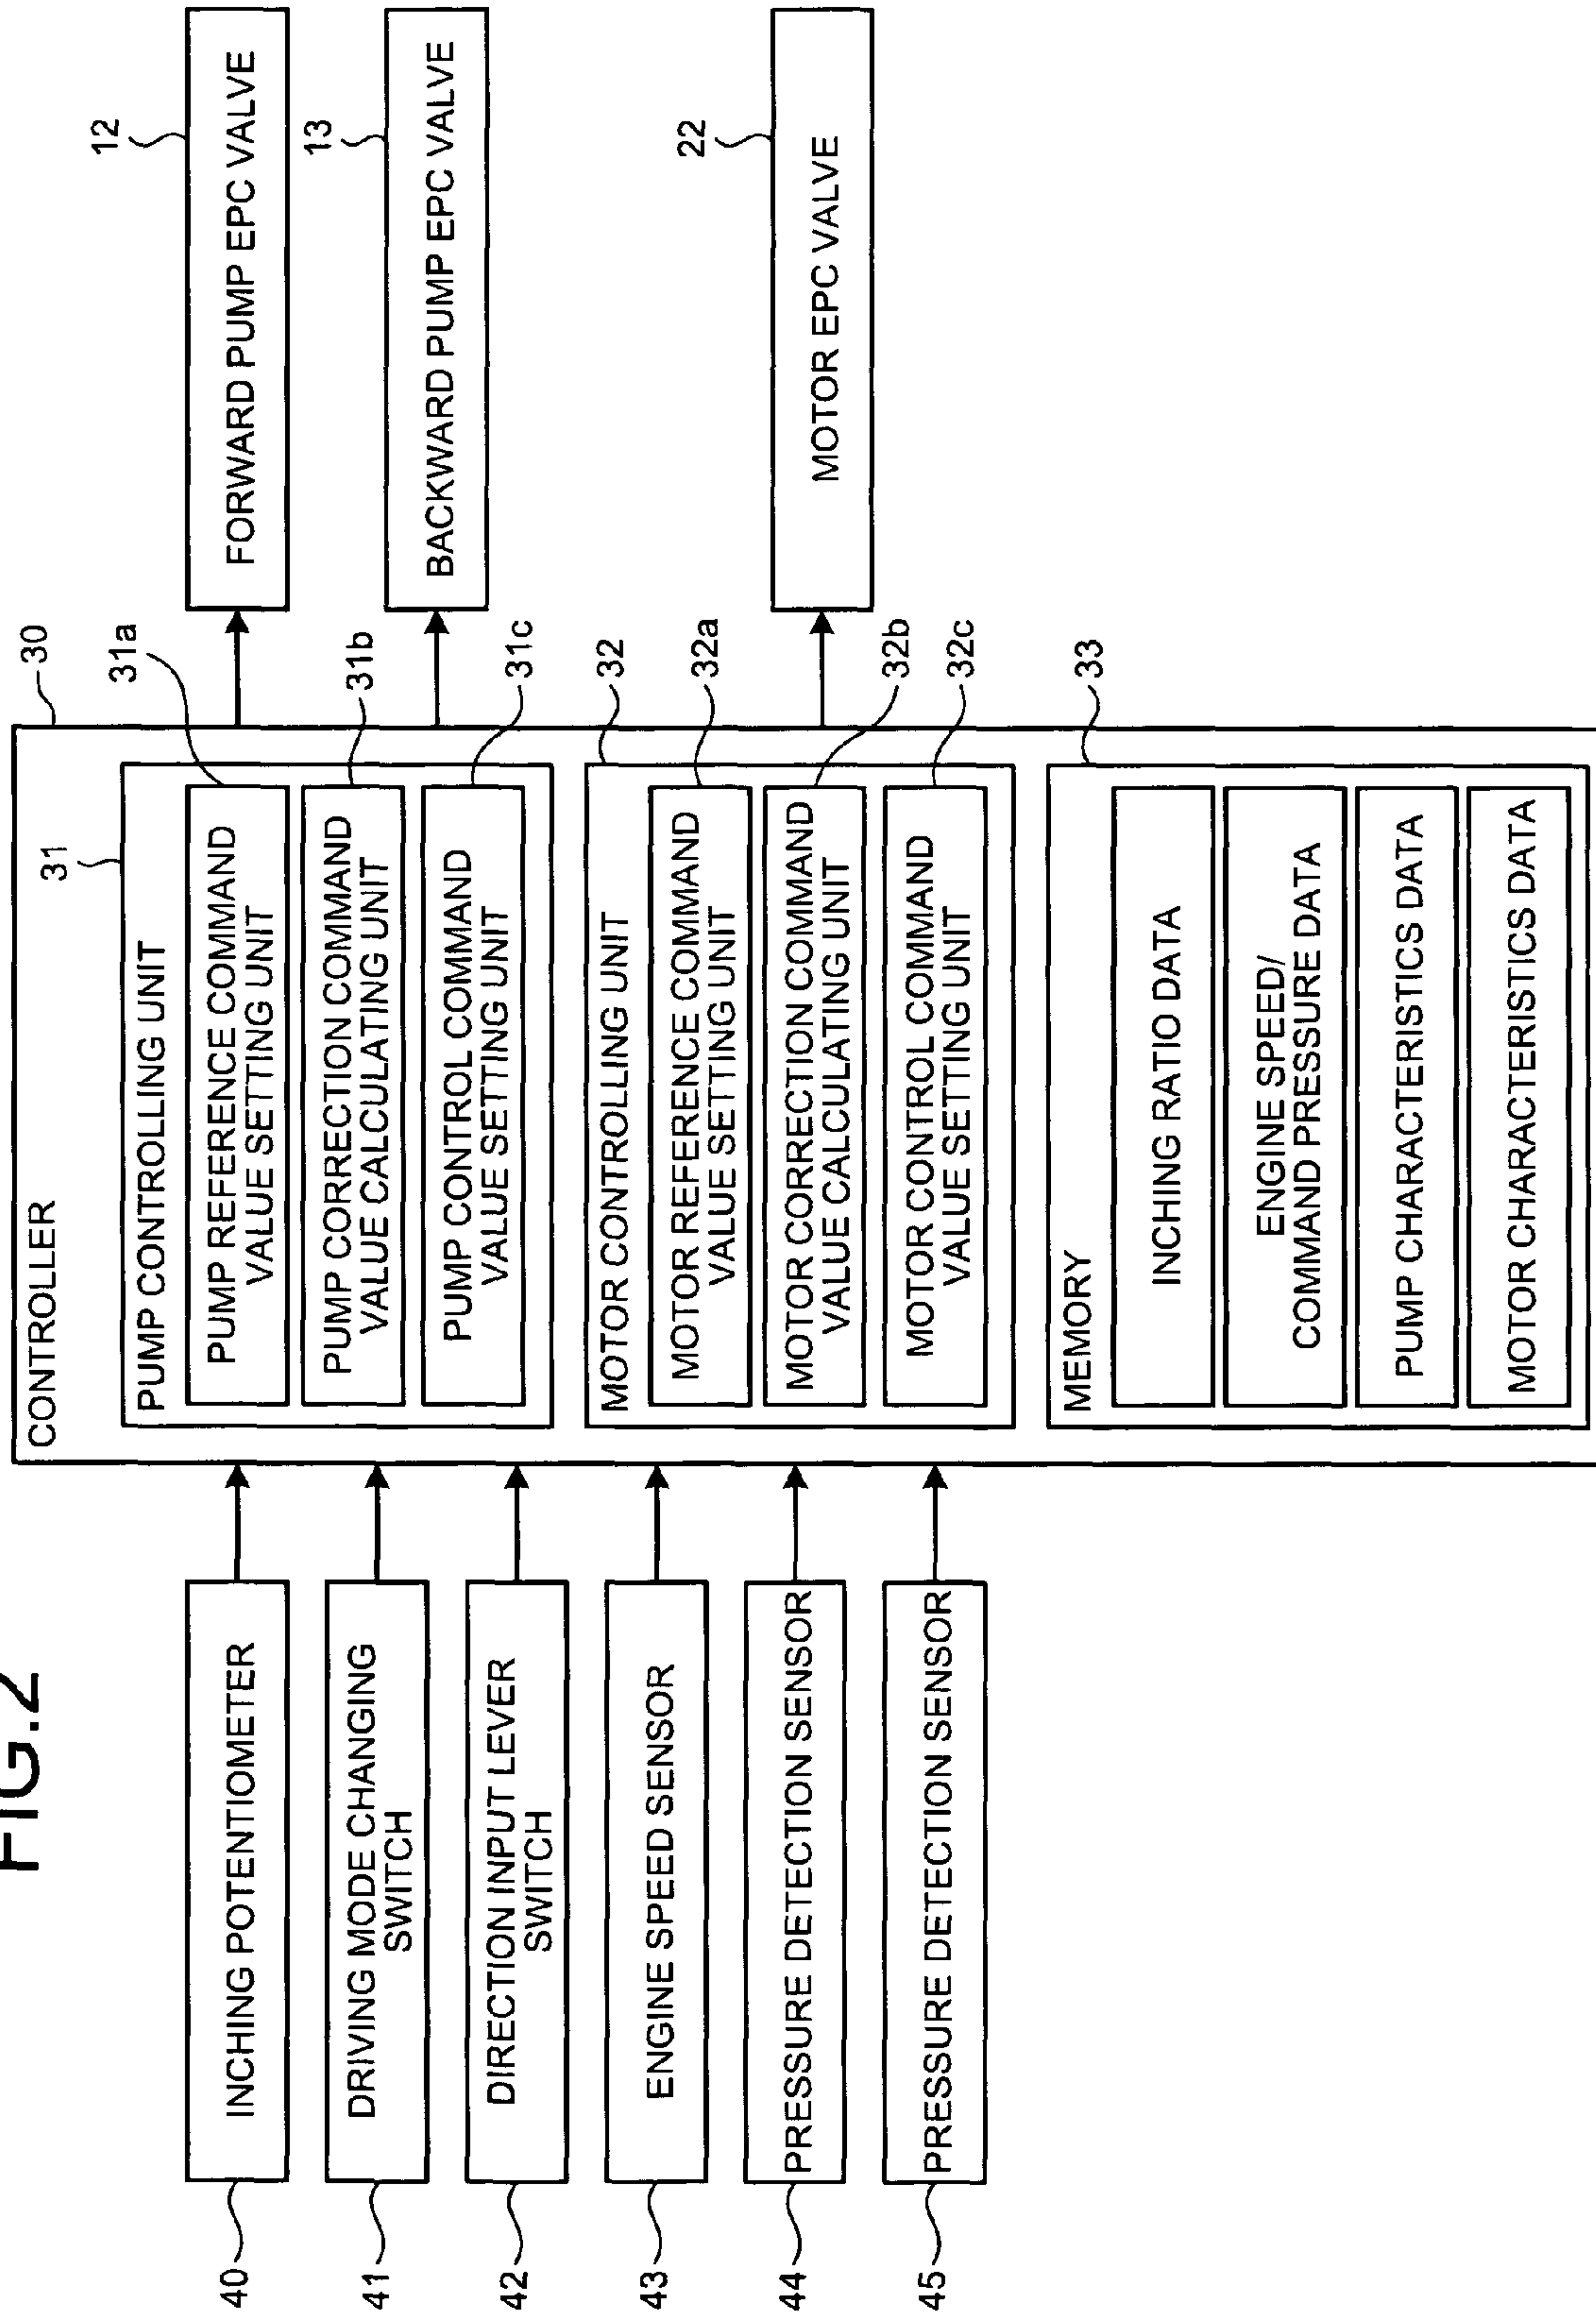 FIG.2
40
INCHING POTENTIOMETER
41
DRIVING MODE CHANGING
SWITCH
42
DIRECTION INPUT LEVER
SWITCH
43
ENGINE SPEED SENSOR
44
PRESSURE DETECTION SENSOR
45
PRESSURE DETECTION SENSOR
CONTROLLER
30
31
PUMP CONTROLLING UNIT
PUMP REFERENCE COMMAND
VALUE SETTING UNIT
31a
PUMP CORRECTION COMMAND
VALUE CALCULATING UNIT
31b
PUMP CONTROL COMMAND
VALUE SETTING UNIT
31c
MOTOR CONTROLLING UNIT
32
MOTOR REFERENCE COMMAND
VALUE SETTING UNIT
32a
MOTOR CORRECTION COMMAND
VALUE CALCULATING UNIT
32b
MOTOR CONTROL COMMAND
VALUE SETTING UNIT
32c
MEMORY
33
INCHING RATIO DATA
ENGINE SPEED/
COMMAND PRESSURE DATA
PUMP CHARACTERISTICS DATA
MOTOR CHARACTERISTICS DATA
12
FORWARD PUMP EPC VALVE
13
BACKWARD PUMP EPC VALVE
22
MOTOR EPC VALVE